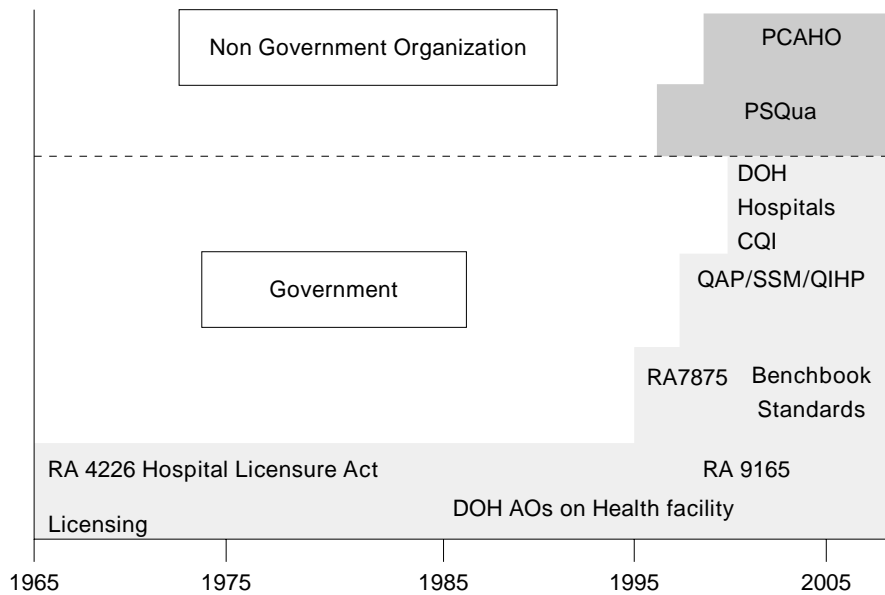 Non Government Organization
PCAHO
PSQua
DOH
Hospitals
CQI
Government
QAP/SSM/QIHP
RA7875 Benchbook
Standards
RA 4226 Hospital Licensure Act RA 9165
DOH AOs on Health facility
Licensing
1965 1975 1985 1995 2005